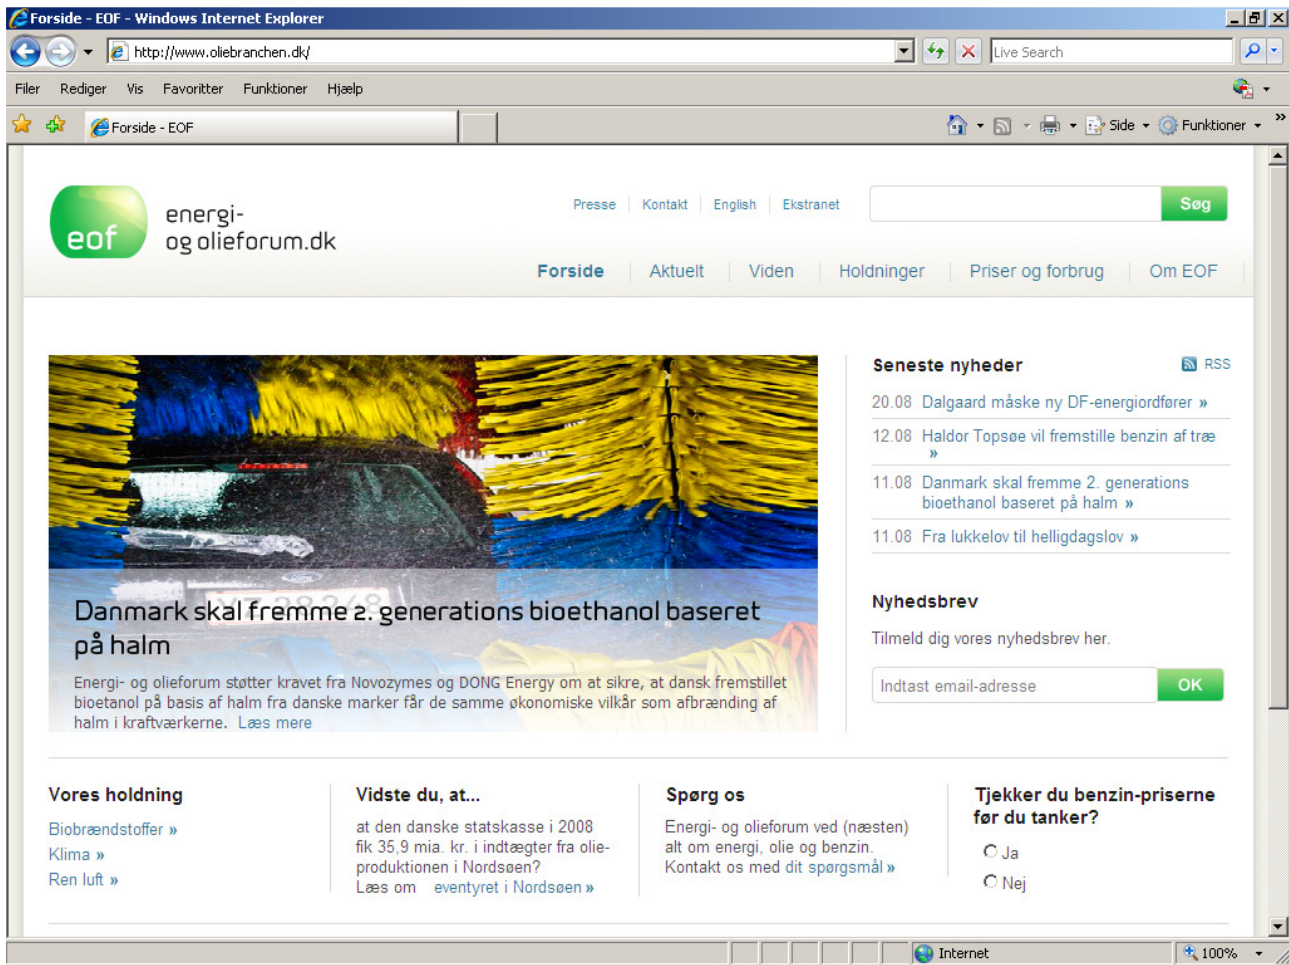 Forside - EOF - Windows Internet Explorer
http://www.oliebranchen.dk/
Live Search
Filer Rediger Vis Favoritter Funktioner Hjælp
Forside - EOF
Side Funktioner »
eof
energi-
og olieforum.dk
Presse Kontakt English Ekstranet
Søg
Forside Aktuelt Viden Holdninger Priser og forbrug Om EOF
Danmark skal fremme 2. generations bioethanol baseret
på halm
Energi- og olieforum støtter kravet fra Novozymes og DONG Energy om at sikre, at dansk fremstillet
bioetanol på basis af halm fra danske marker får de samme økonomiske vilkår som afbrænding af
halm i kraftværkerne. Læs mere
Seneste nyheder
RSS
20.08 Dalgaard måske ny DF-energiordfører »
12.08 Haldor Topsøe vil fremstille benzin af træ
»
11.08 Danmark skal fremme 2. generations
bioethanol baseret på halm »
11.08 Fra lukkelov til helligdagslov »
Nyhedsbrev
Tilmeld dig vores nyhedsbrev her.
Indtast email-adresse
OK
Vores holdning
Biobrændstoffer »
Klima »
Ren luft »
Vidste du, at...
at den danske statskasse i 2008
fik 35,9 mia. kr. i indtægter fra olie-
produktionen i Nordsøen?
Læs om eventyret i Nordsøen »
Spørg os
Energi- og olieforum ved (næsten)
alt om energi, olie og benzin.
Kontakt os med dit spørgsmål »
Tjekker du benzin-priserne
før du tanker?
Ja
Nej
Internet
100%